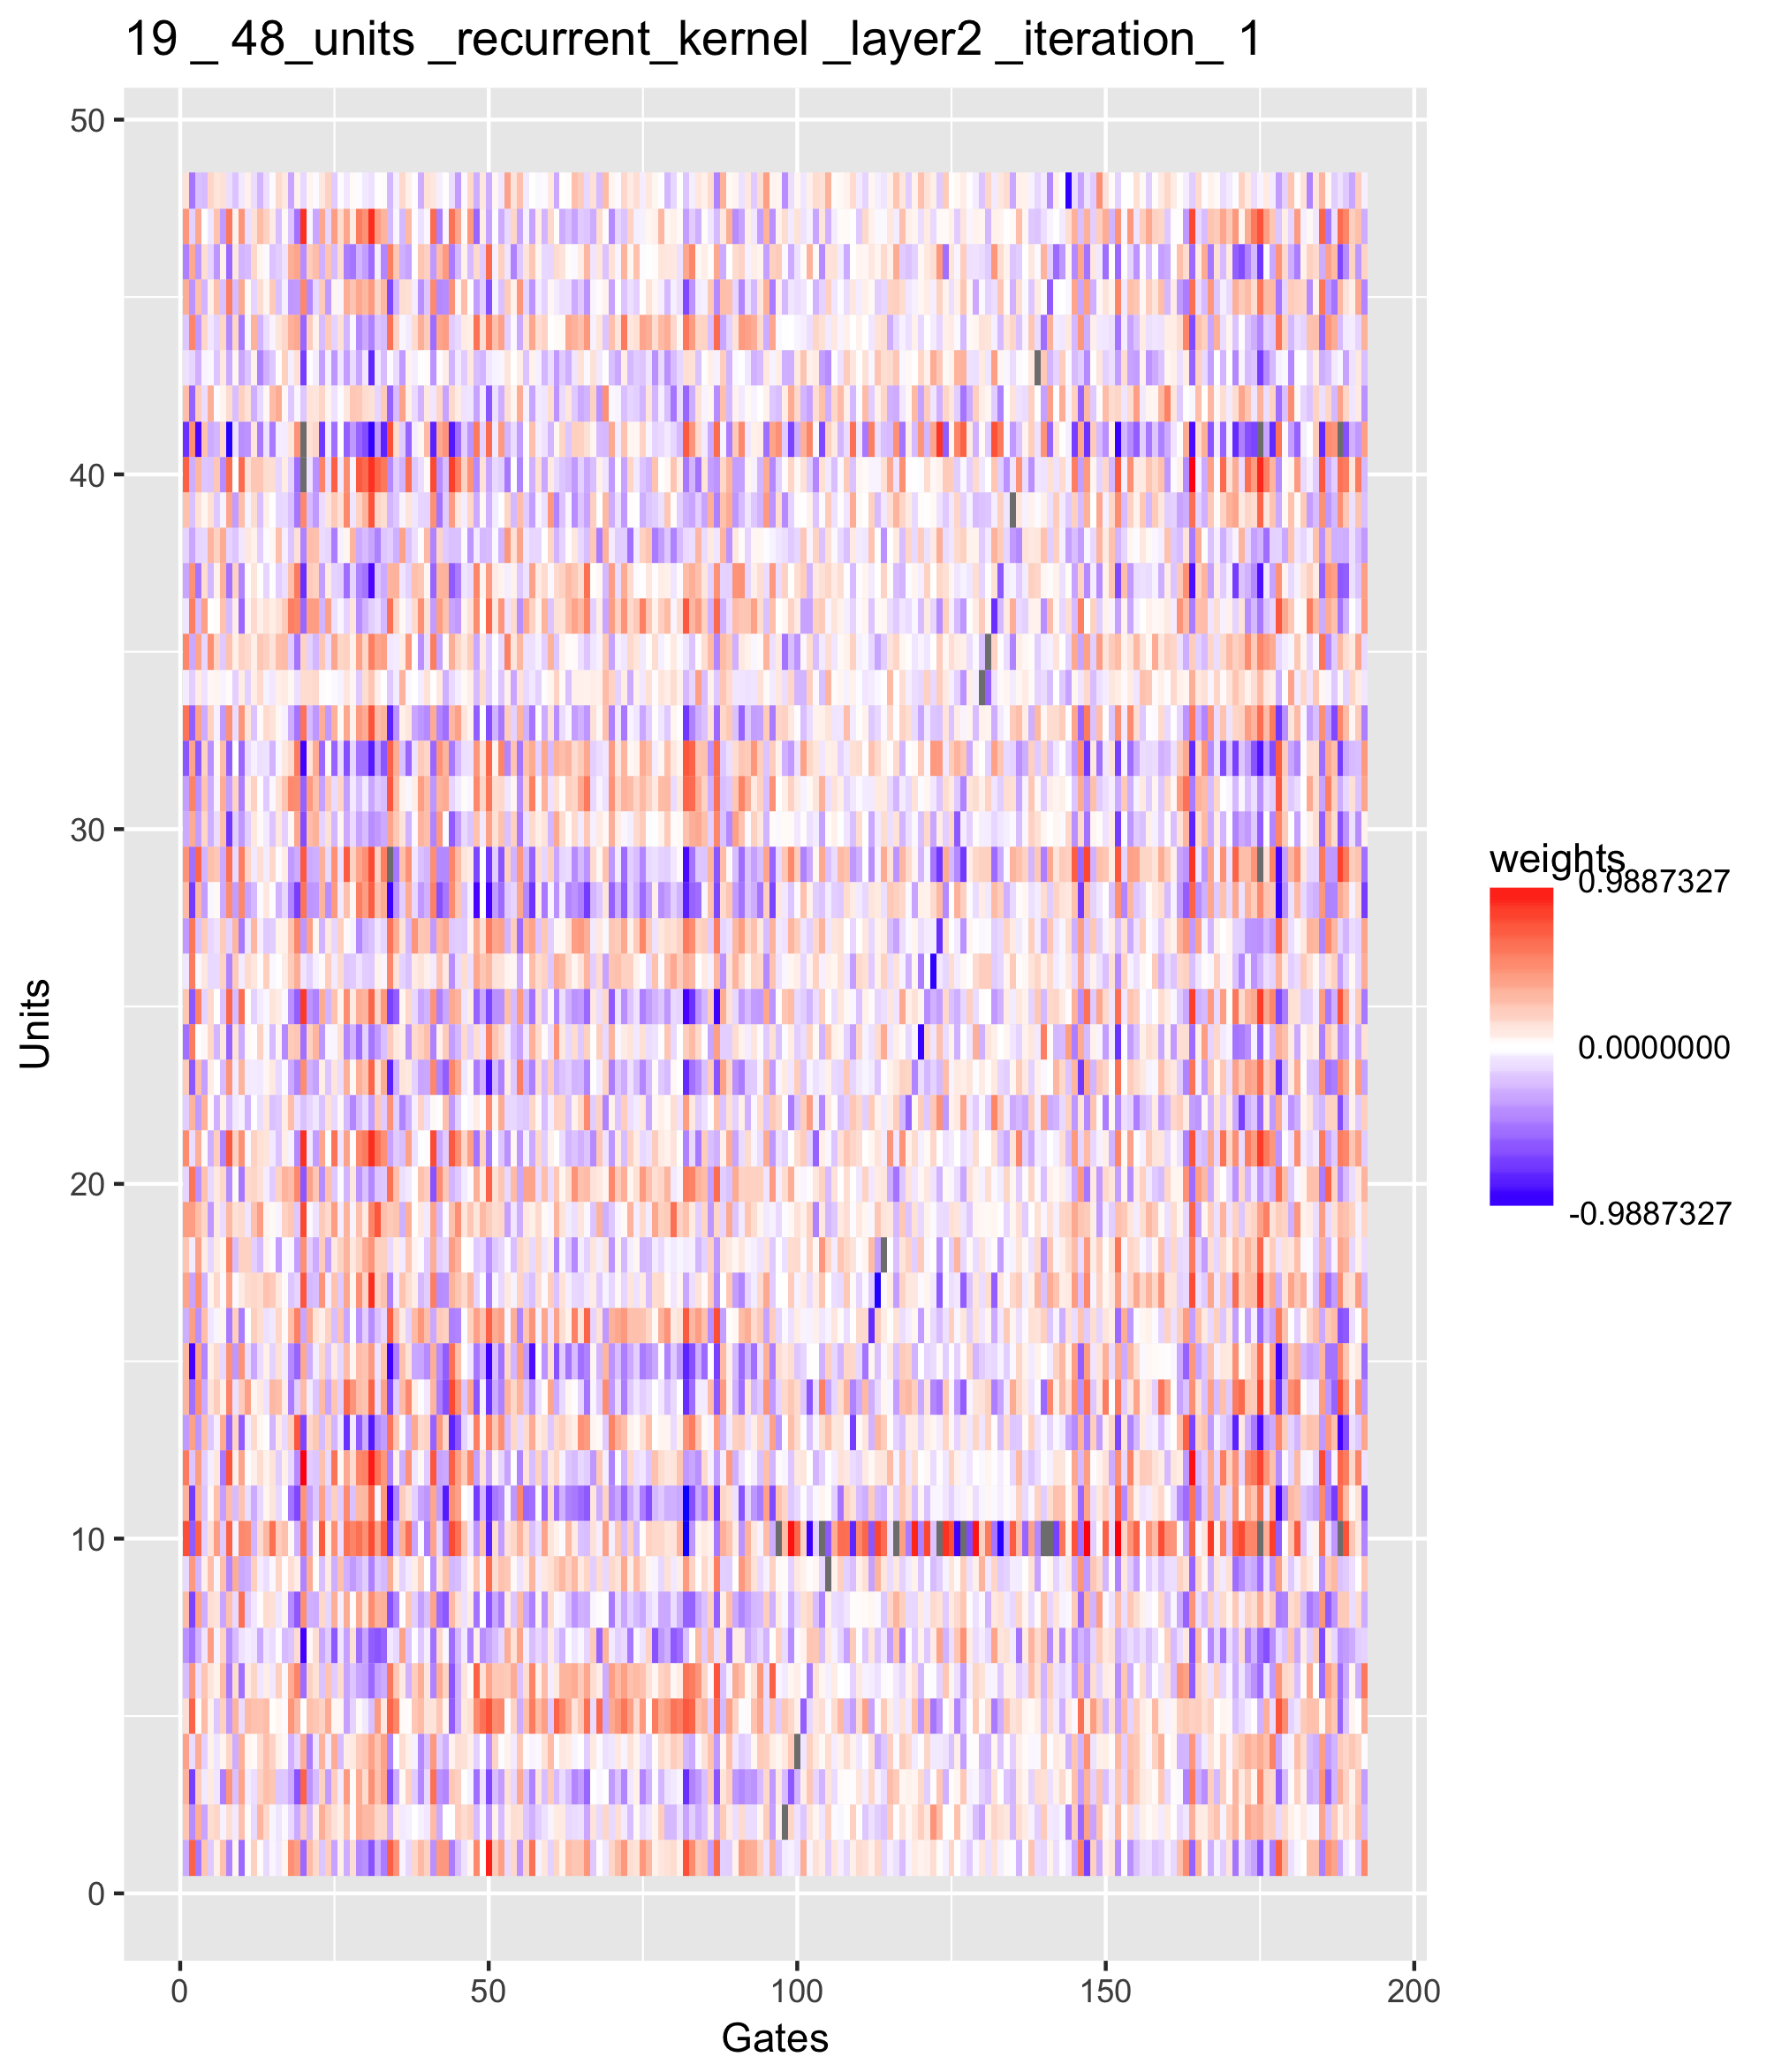 19 _ 48_units _recurrent_kernel _layer2 _iteration_ 1
50
40
30
20
10
0
Units
0 50 100 150 200
Gates
weights
0.9887327
0.0000000
-0.9887327